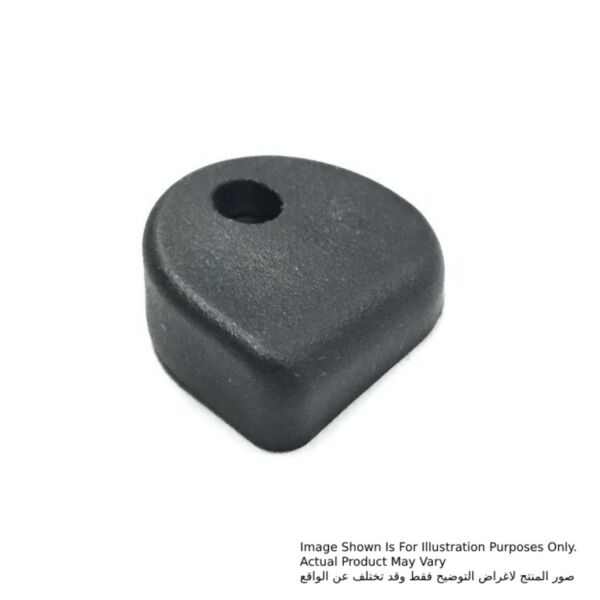 Image Shown Is For Illustration Purposes Only.
Actual Product May Vary
صور المنتج لاغراض التوضيح فقط وقد تختلف عن الواقع